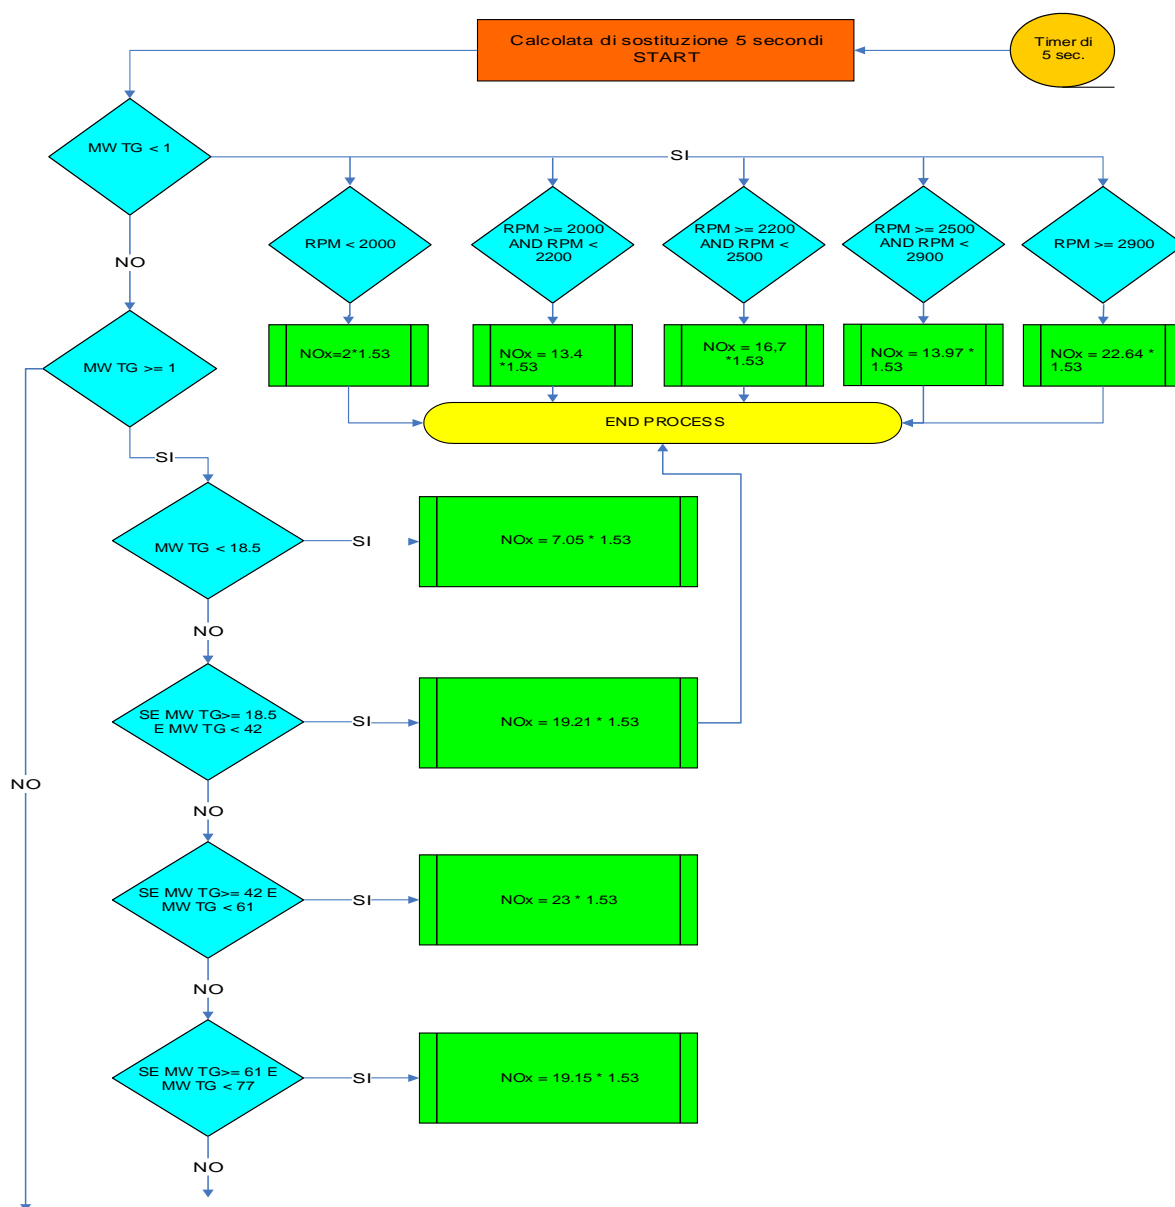 Calcolata di sostituzione 5 secondi
START
Timer di
5 sec.
MW TG < 1
SI
RPM < 2000
RPM >= 2000
AND RPM <
2200
RPM >= 2200
AND RPM <
2500
RPM >= 2500
AND RPM <
2900
RPM >= 2900
NO
NOx=2*1.53
NOx = 13.4
*1.53
NOx = 16,7
*1.53
NOx = 13.97 *
1.53
NOx = 22.64 *
1.53
MW TG >= 1
END PROCESS
SI
MW TG < 18.5
SI
NOx = 7.05 * 1.53
NO
SE MW TG>= 18.5
E MW TG < 42
SI
NOx = 19.21 * 1.53
NO
NO
SE MW TG>= 42 E
MW TG < 61
SI
NOx = 23 * 1.53
NO
SE MW TG>= 61 E
MW TG < 77
SI
NOx = 19.15 * 1.53
NO